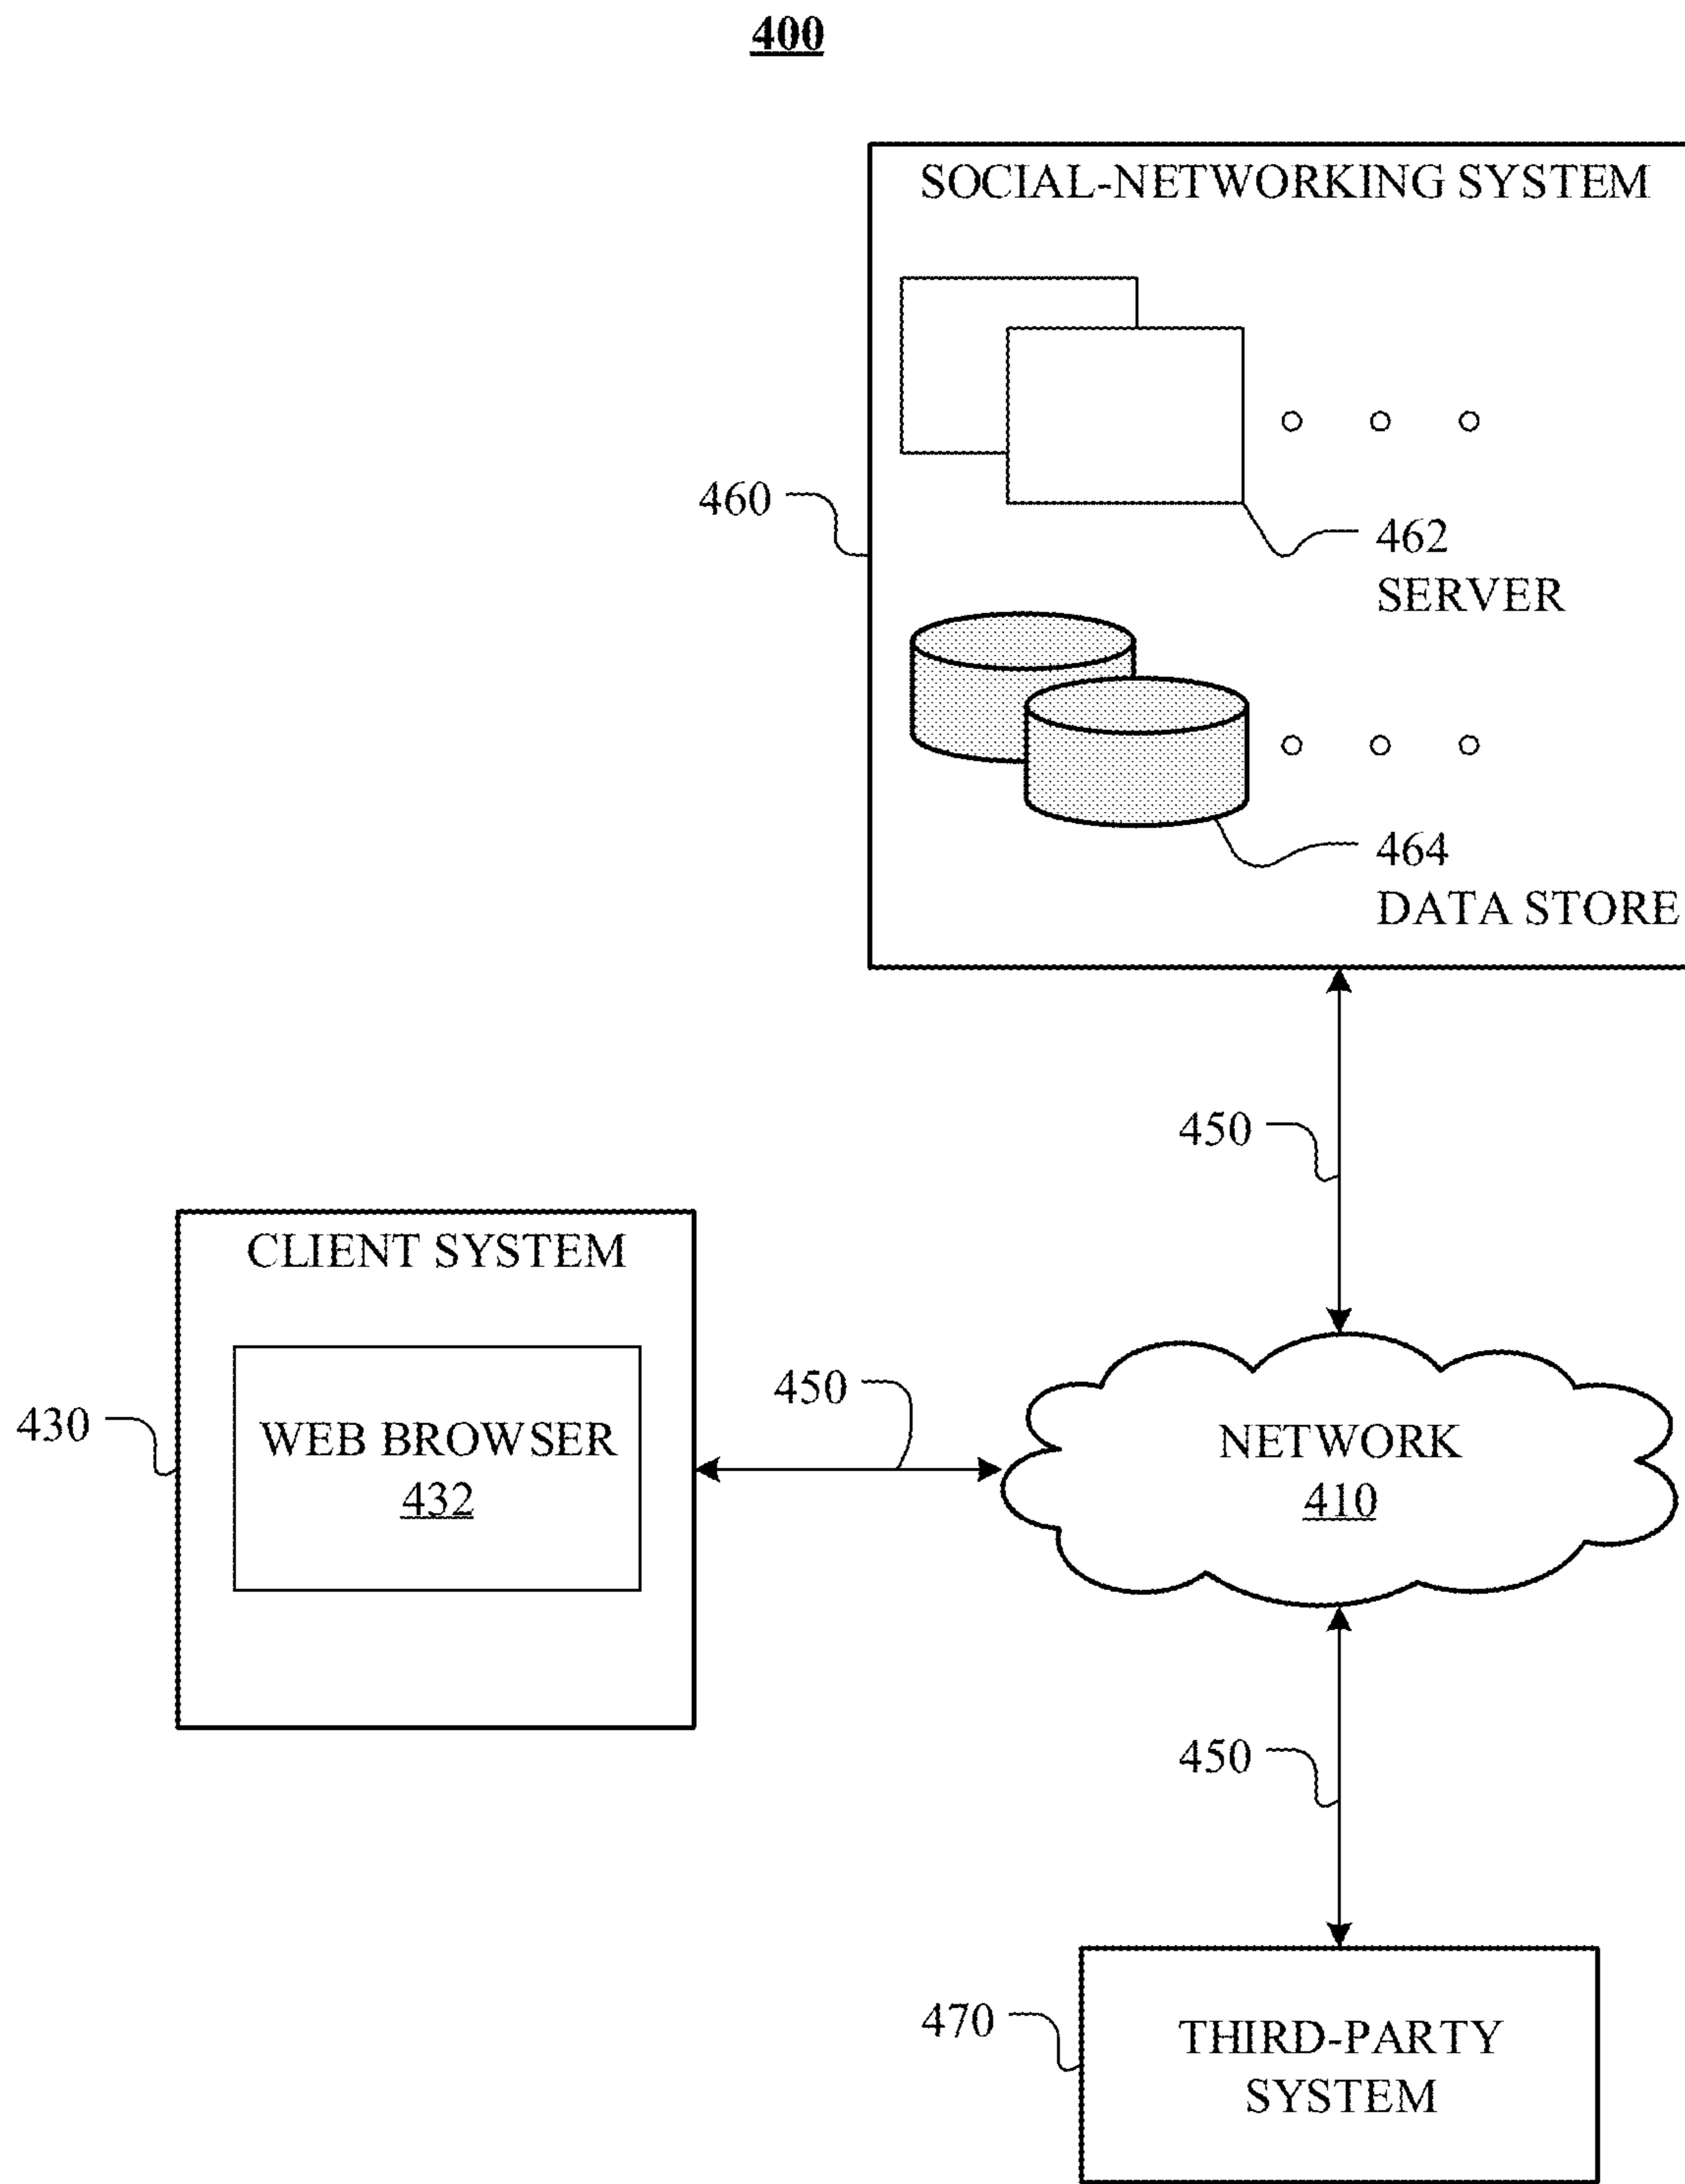 400
SOCIAL-NETWORKING SYSTEM
460
462
SERVER
464
DATA STORE
450
CLIENT SYSTEM
430
WEB BROWSER
432
450
NETWORK
410
450
470
THIRD-PARTY
SYSTEM